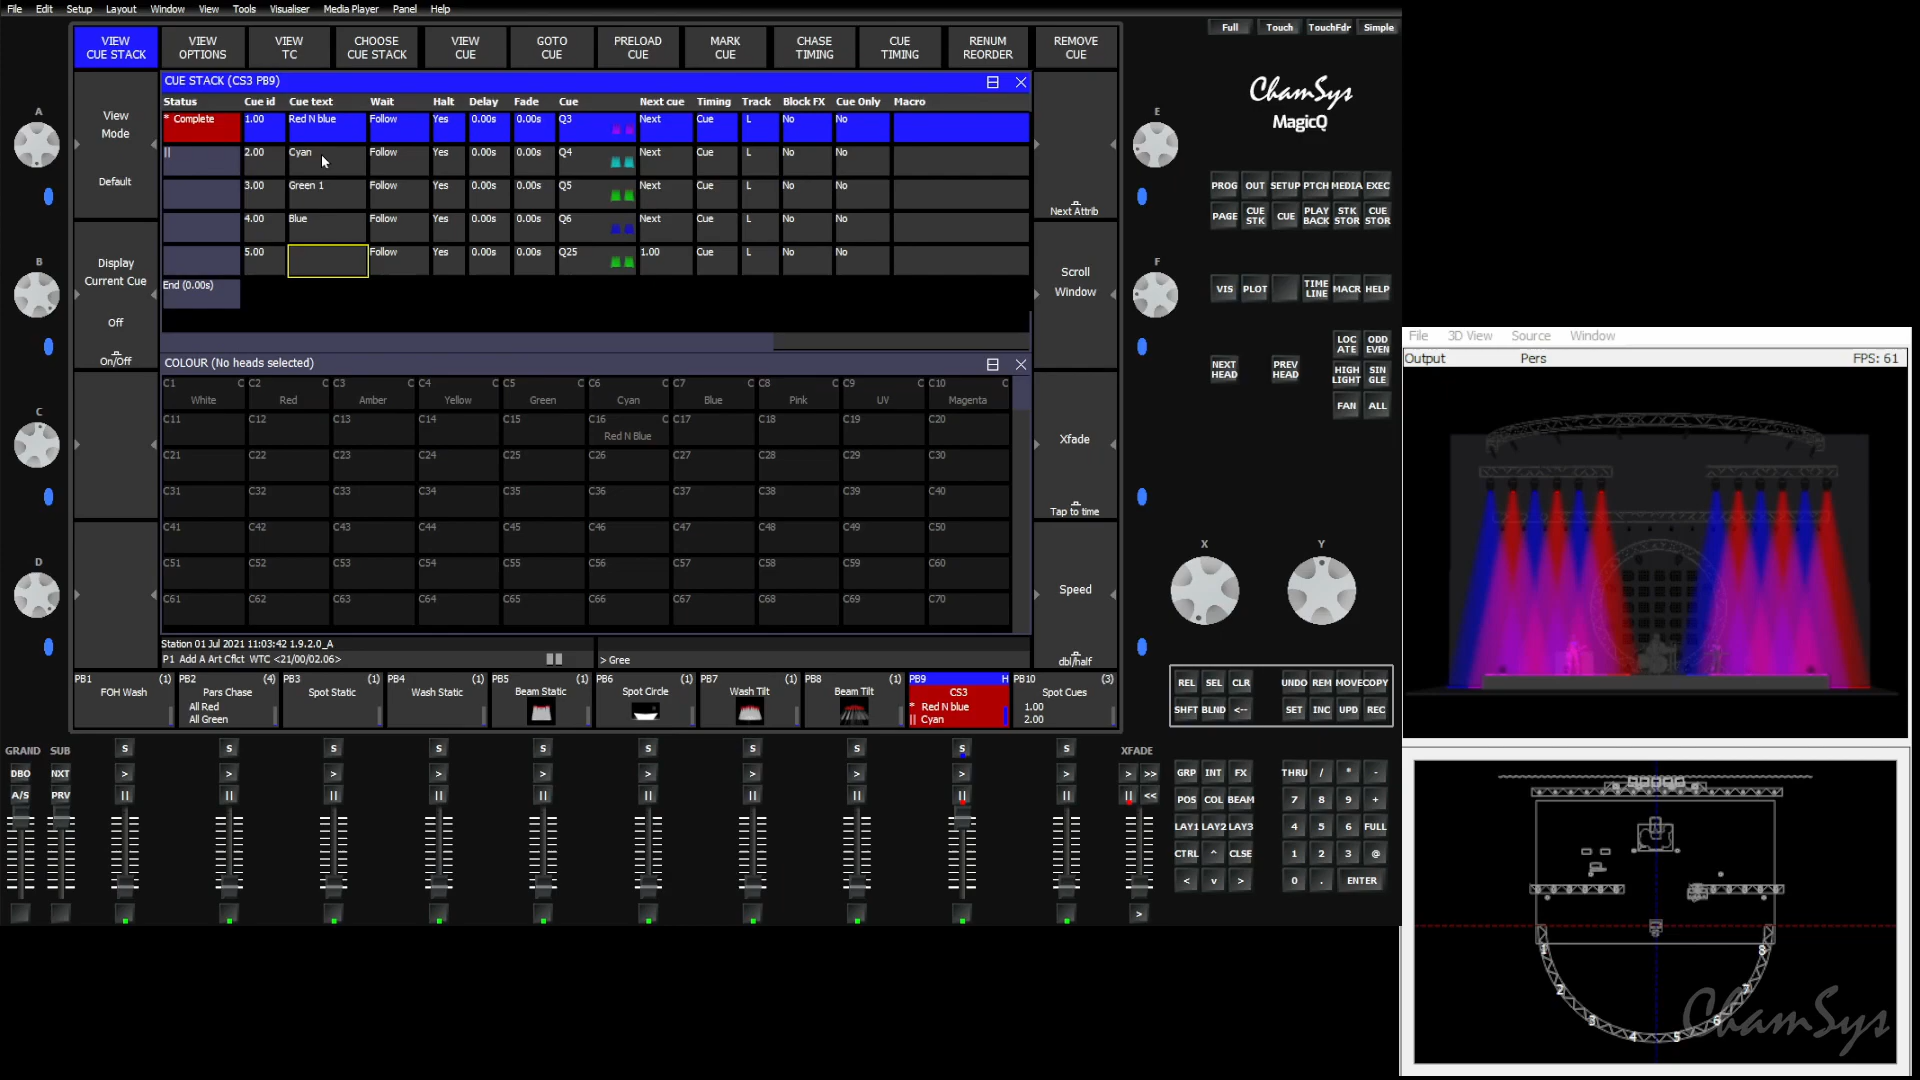 File Edit Setup Layout Window View Tools Visualiser Media Player Panel Help
VIEW CUE STACK
VIEW OPTIONS
VIEW TC
CHOOSE CUE STACK
VIEW CUE
GOTO CUE
PRELOAD CUE
MARK CUE
CHASE TIMING
CUE TIMING
RENUM REORDER
REMOVE CUE
Full Touch TouchFdr Simple
CUE STACK (CS3 PB9)
Status Cue id Cue text Wait Halt Delay Fade Cue Next cue Timing Track Block FX Cue Only Macro
* Complete 1.00 Red N blue Follow Yes 0.00s 0.00s Q3 Next Cue L No No
|| 2.00 Cyan Follow Yes 0.00s 0.00s Q4 Next Cue L No No
3.00 Green 1 Follow Yes 0.00s 0.00s Q5 Next Cue L No No
4.00 Blue Follow Yes 0.00s 0.00s Q6 Next Cue L No No
5.00 Follow Yes 0.00s 0.00s Q25 1.00 Cue L No No
End (0.00s)
View Mode
Default
Display Current Cue
Off
On/Off
A
B
C
D
Next Attrib
Scroll Window
Xfade
Tap to time
Speed
dbl/half
COLOUR (No heads selected)
C1 C C2 C C3 C C4 C C5 C C6 C C7 C C8 C C9 C C10 C
White Red Amber Yellow Green Cyan Blue Pink UV Magenta
C11 C12 C13 C14 C15 C16 C C17 C18 C19 C20
Red N Blue
C21 C22 C23 C24 C25 C26 C27 C28 C29 C30
C31 C32 C33 C34 C35 C36 C37 C38 C39 C40
C41 C42 C43 C44 C45 C46 C47 C48 C49 C50
C51 C52 C53 C54 C55 C56 C57 C58 C59 C60
C61 C62 C63 C64 C65 C66 C67 C68 C69 C70
Station 01 Jul 2021 11:03:42 1.9.2.0_A
P1 Add A Art Cflct WTC <21/00/02.06>
> Gree
PB1 (1) PB2 (4) PB3 (1) PB4 (1) PB5 (1) PB6 (1) PB7 (1) PB8 (1) PB9 H PB10 (3)
FOH Wash Pars Chase Spot Static Wash Static Beam Static Spot Circle Wash Tilt Beam Tilt CS3 Spot Cues
All Red * Red N blue 1.00
All Green || Cyan 2.00
GRAND SUB
DBO NXT
A/S PRV
S S S S S S S S S S
> > > > > > > > > >
|| || || || || || || || || ||
XFADE
> >>
|| <<
>
ChamSys
MagicQ
E
F
PROG OUT SETUP PTCH MEDIA EXEC
PAGE CUE STK CUE PLAY BACK STK STOR CUE STOR
VIS PLOT TIME LINE MACR HELP
LOC ATE ODD EVEN
NEXT HEAD PREV HEAD HIGH LIGHT SIN GLE
FAN ALL
X Y
REL SEL CLR UNDO REM MOVE COPY
SHFT BLND <-- SET INC UPD REC
GRP INT FX THRU / * -
POS COL BEAM 7 8 9 +
LAY1 LAY2 LAY3 4 5 6 FULL
CTRL ^ CLSE 1 2 3 @
< v > 0 . ENTER
File 3D View Source Window
Output Pers FPS: 61
1 2 3 4 5 6 7 8
ChamSys